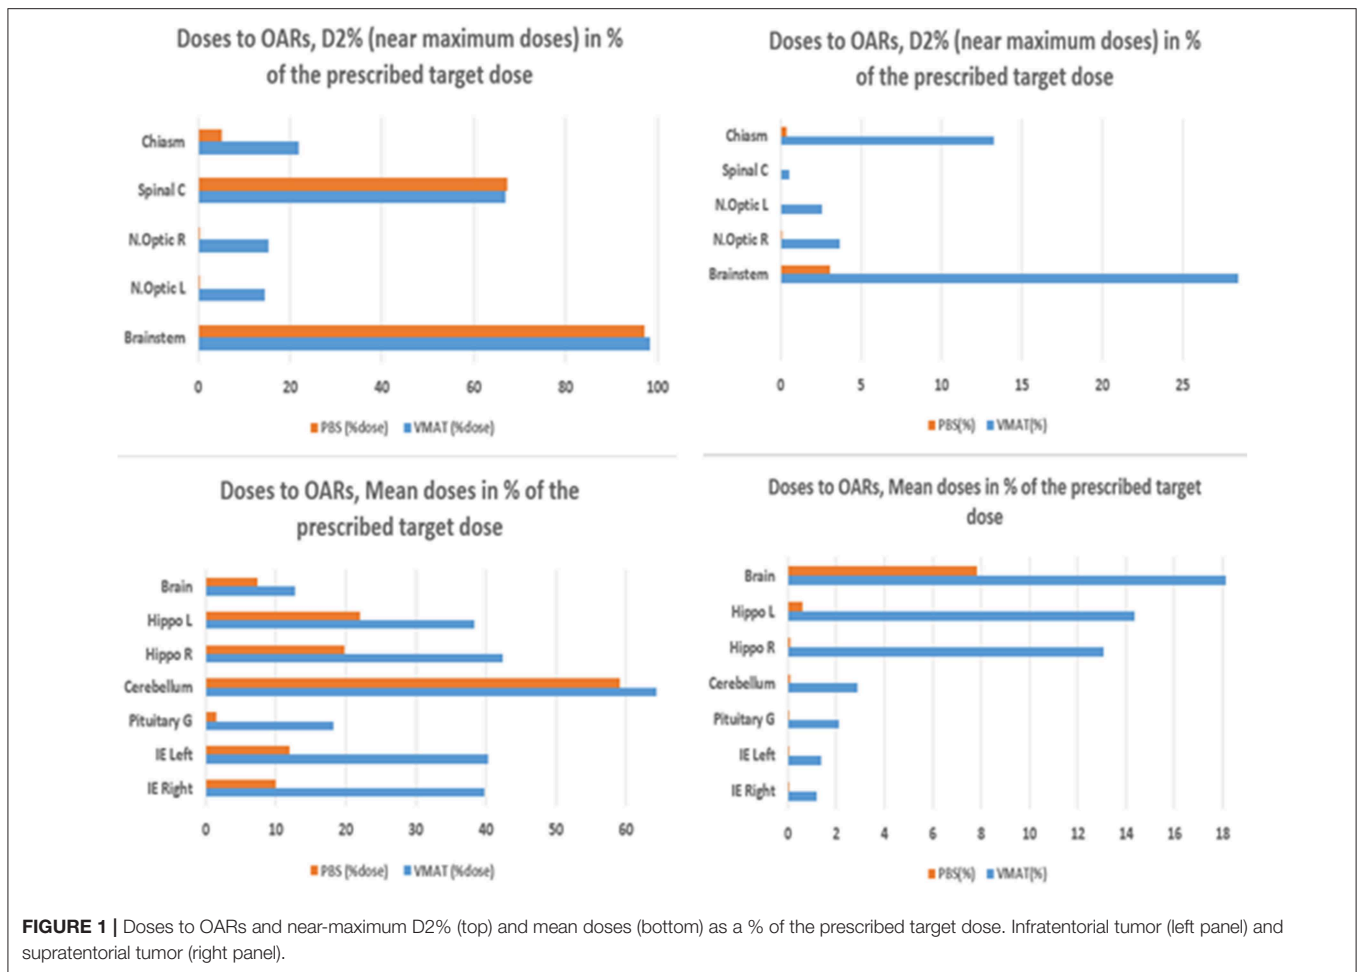 Doses to OARs, D2% (near maximum doses) in %
of the prescribed target dose
Chiasm
Spinal C
N.Optic R
N.Optic L
Brainstem
0 20 40 60 80 100
PBS (%dose) VMAT (%dose)
Doses to OARs, D2% (near maximum doses) in %
of the prescribed target dose
Chiasm
Spinal C
N.Optic L
N.Optic R
Brainstem
0 5 10 15 20 25
PBS(%) VMAT(%)
Doses to OARs, Mean doses in % of the
prescribed target dose
Brain
Hippo L
Hippo R
Cerebellum
Pituitary G
IE Left
IE Right
0 10 20 30 40 50 60
PBS (%dose) VMAT (%dose)
Doses to OARs, Mean doses in % of the prescribed target
dose
Brain
Hippo L
Hippo R
Cerebellum
Pituitary G
IE Left
IE Right
0 2 4 6 8 10 12 14 16 18
PBS(%) VMAT(%)
FIGURE 1 | Doses to OARs and near-maximum D2% (top) and mean doses (bottom) as a % of the prescribed target dose. Infratentorial tumor (left panel) and
supratentorial tumor (right panel).